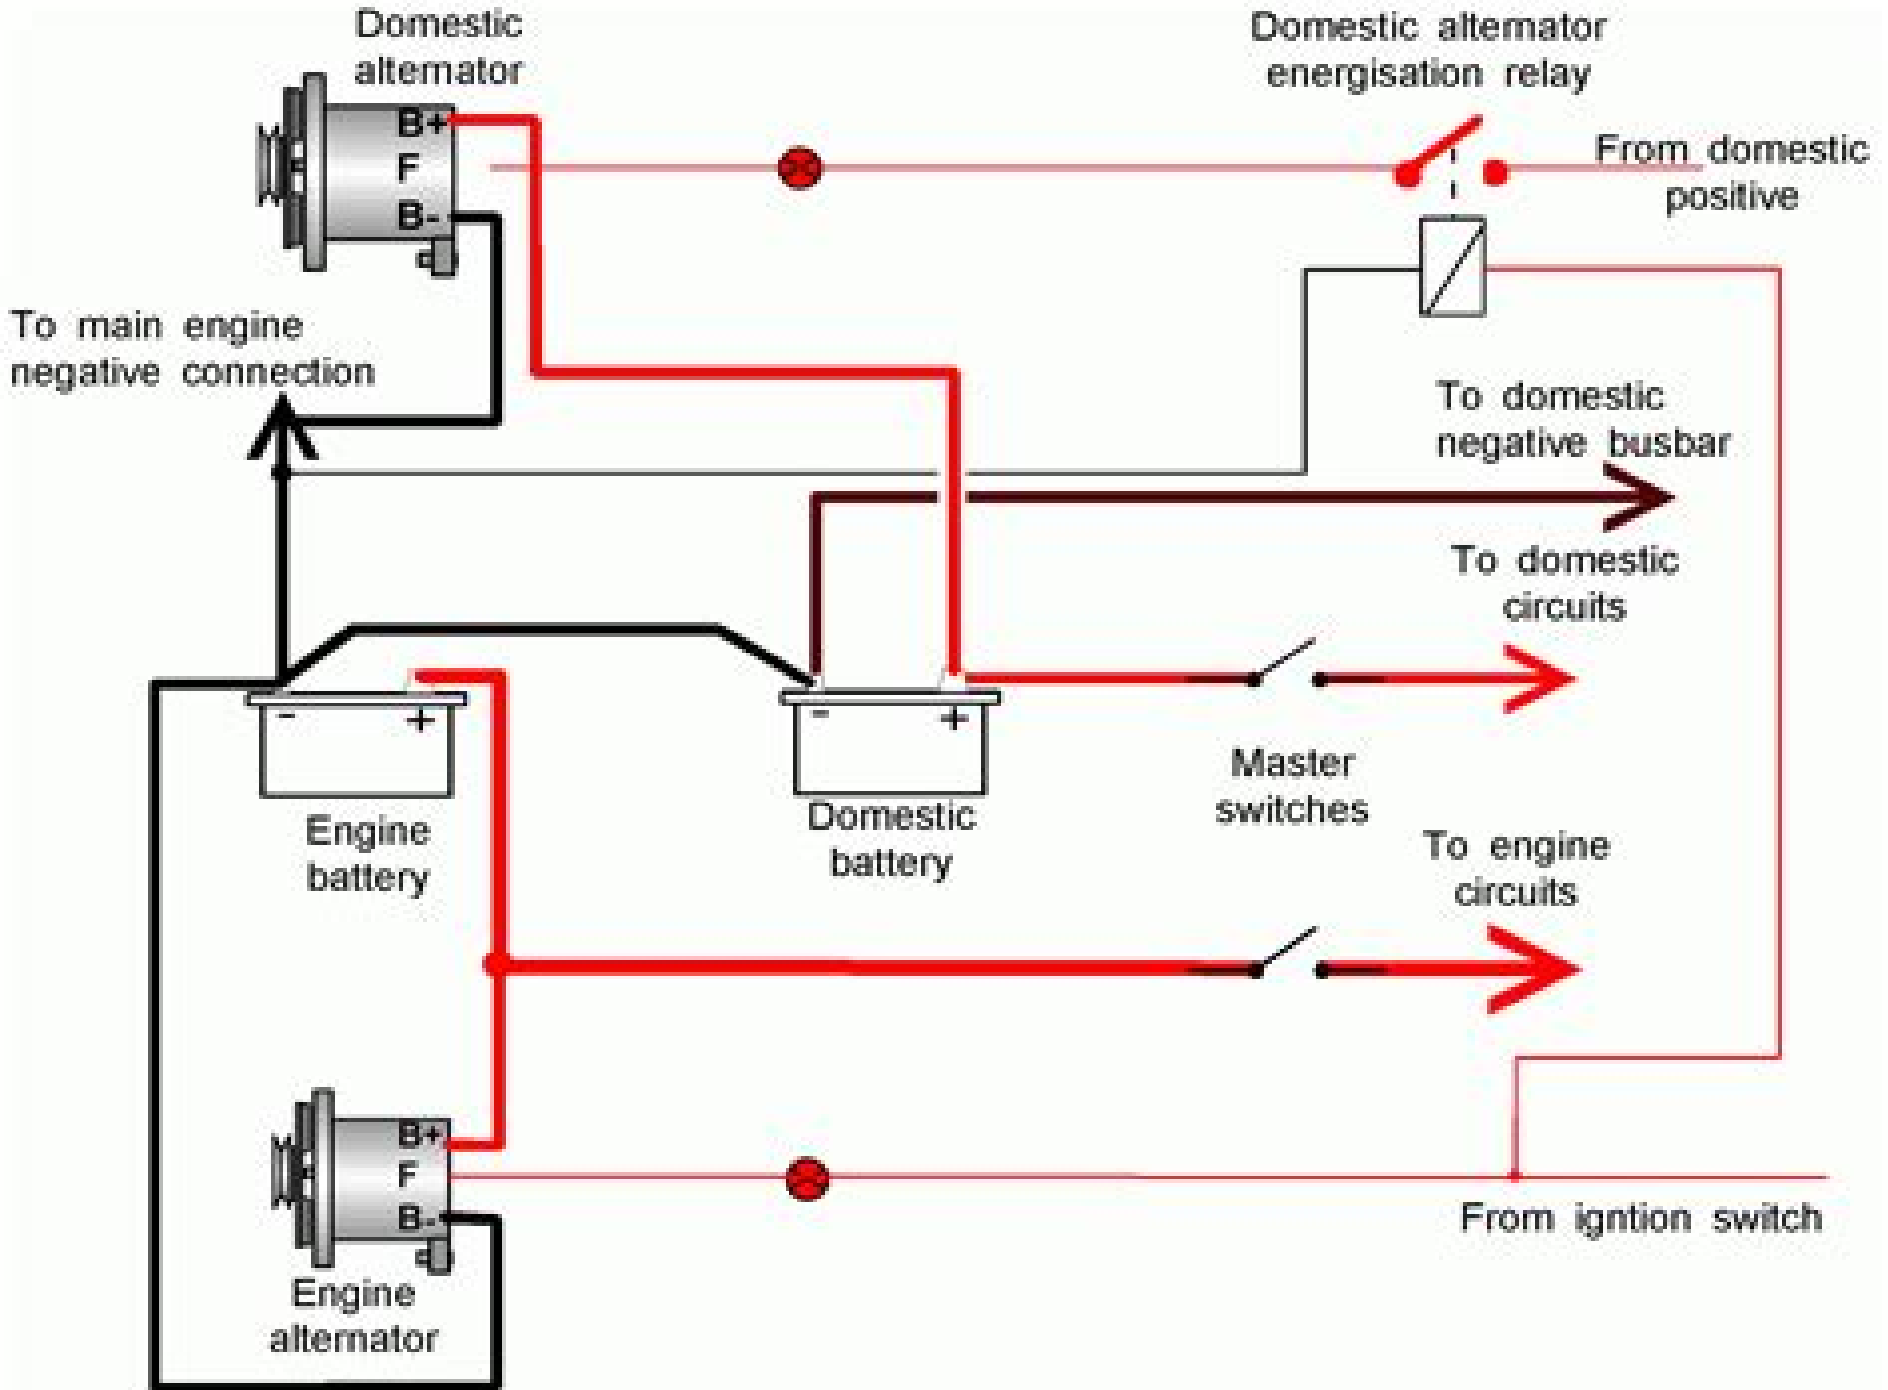 Domestic
alternator
Domestic alternator
energisation relay
B+
F
B-
From domestic
positive
To main engine
negative connection
To domestic
negative busbar
To domestic
circuits
- +
- +
Engine
battery
Domestic
battery
Master
switches
To engine
circuits
B+
F
B-
From igntion switch
Engine
alternator